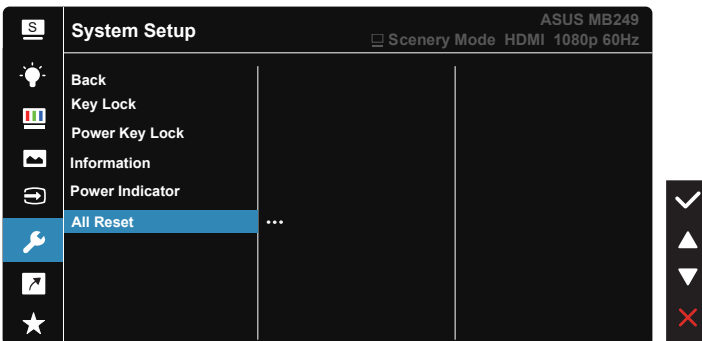 S
System Setup
ASUS MB249
Scenery Mode HDMI 1080p 60Hz
Back
Key Lock
Power Key Lock
Information
Power Indicator
All Reset
...